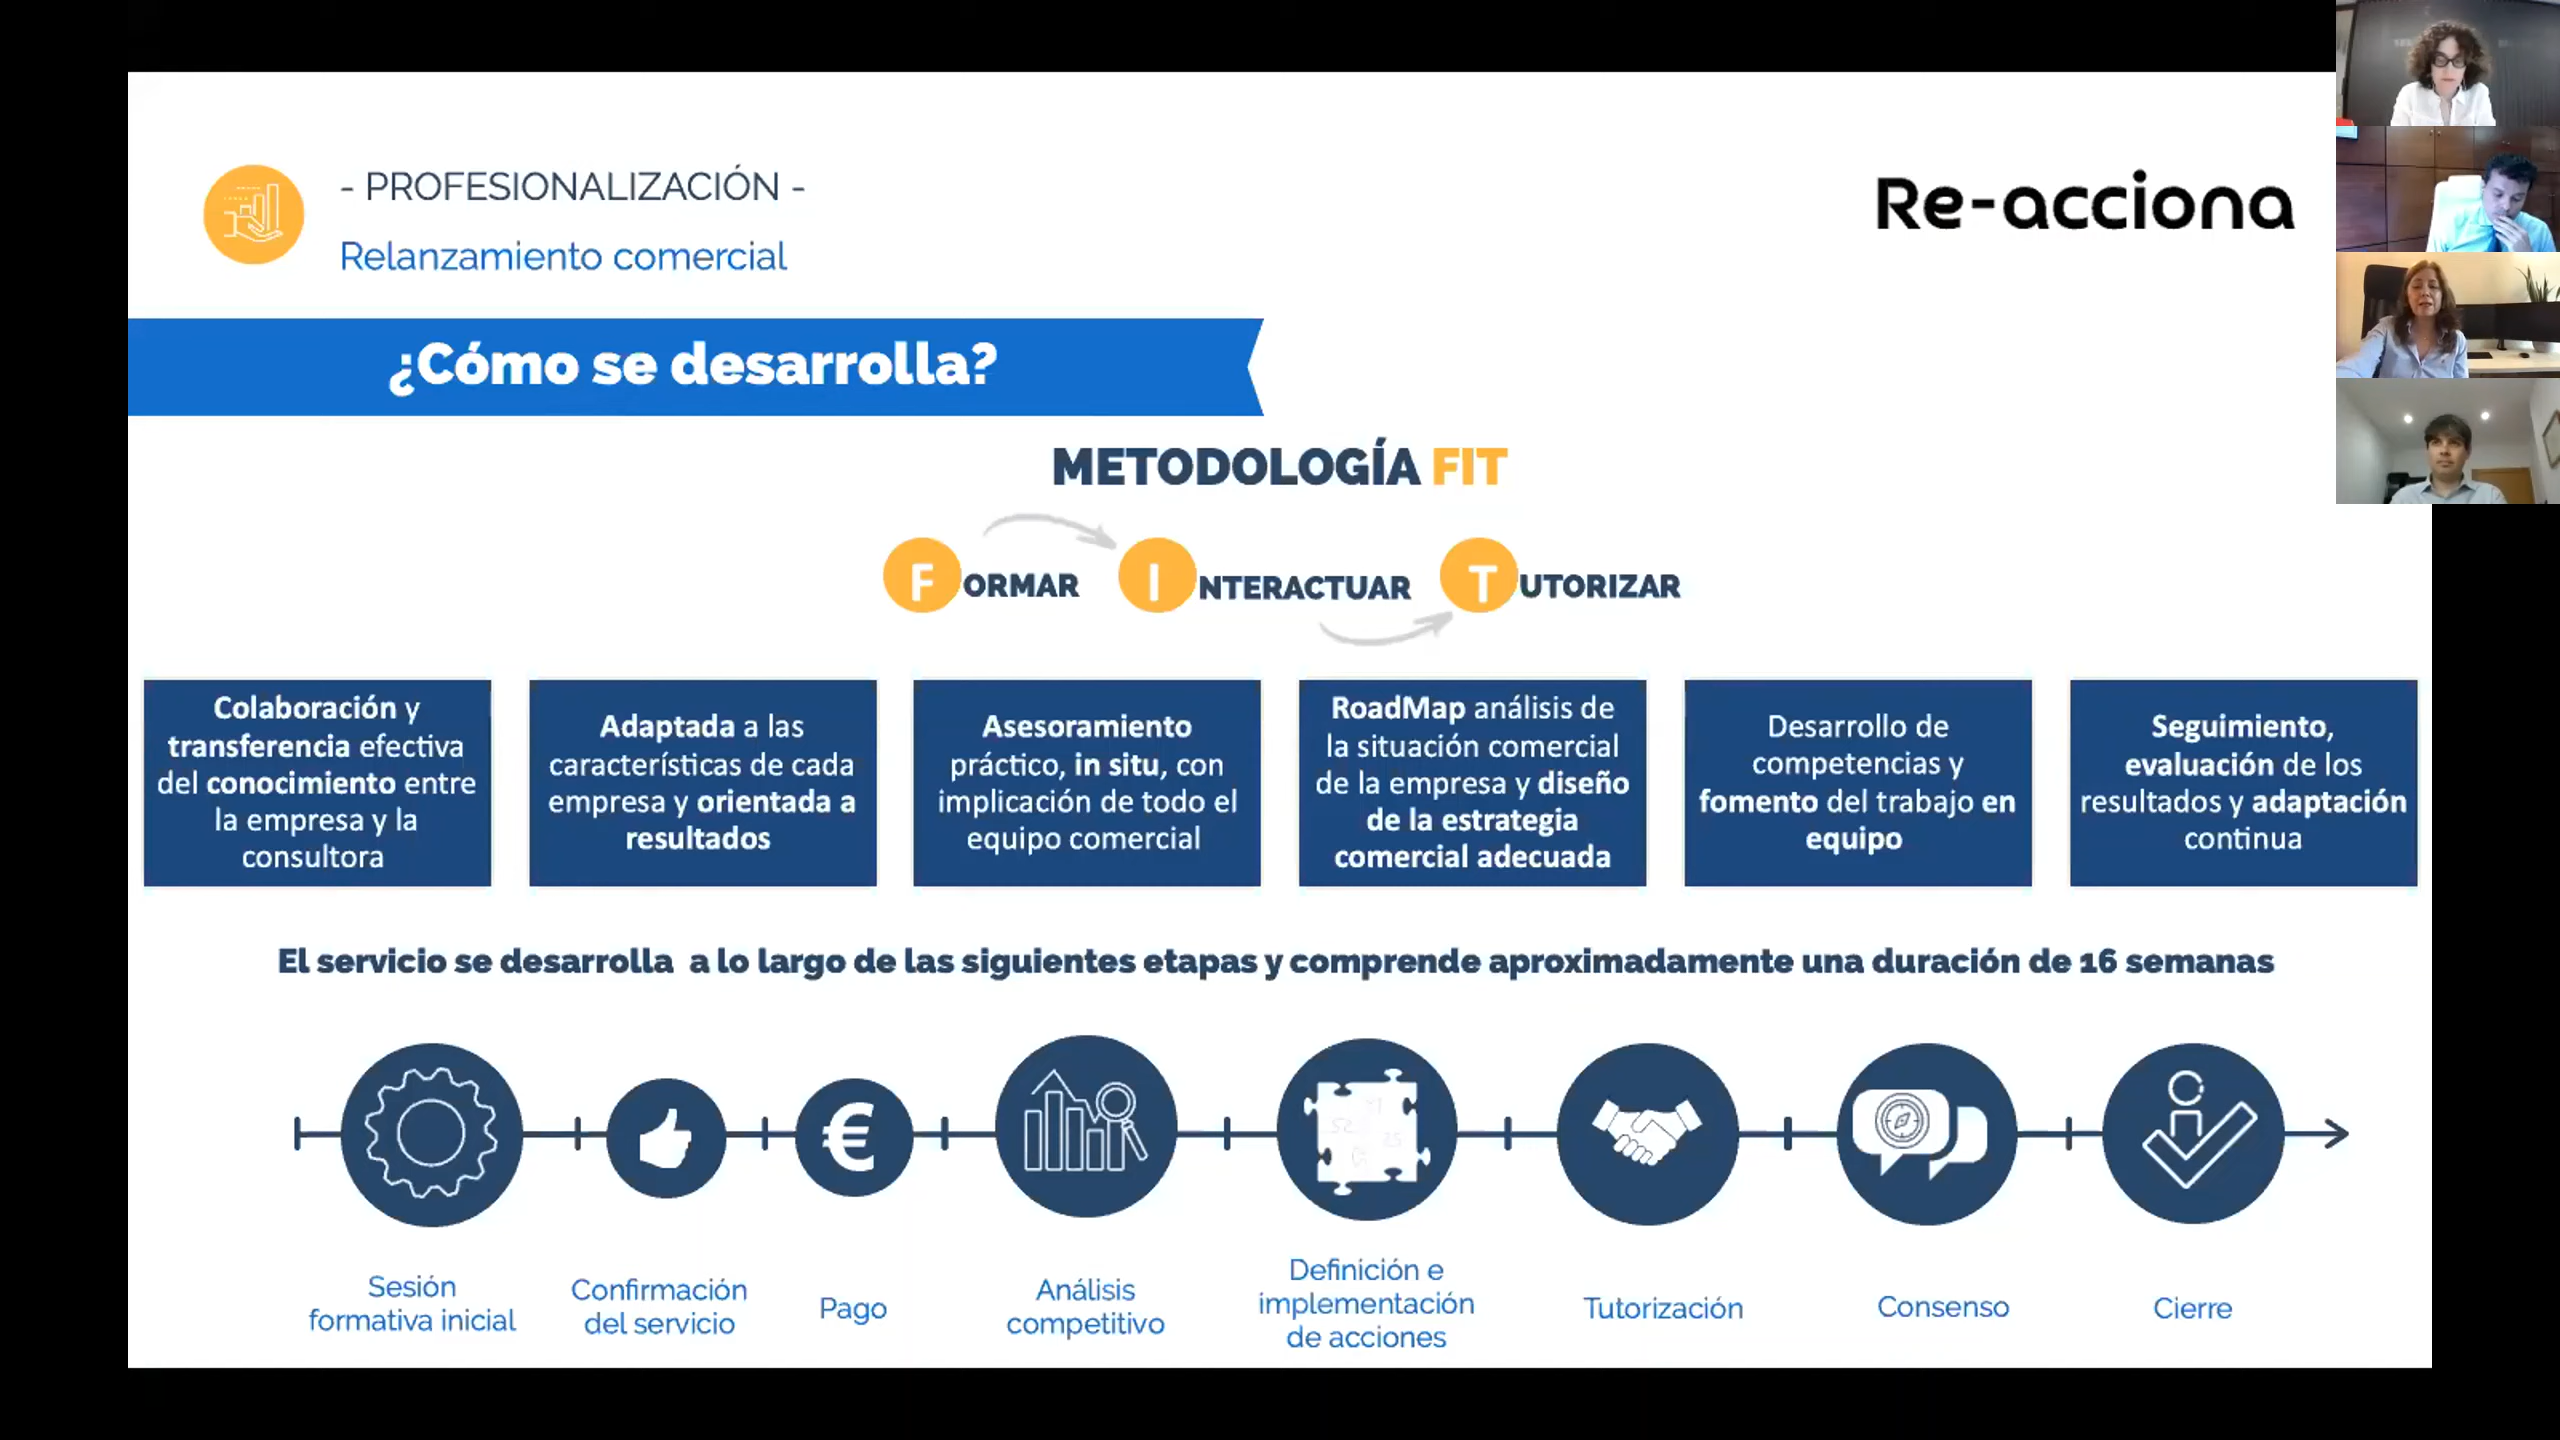 - PROFESIONALIZACIÓN -
Relanzamiento comercial
Re-acciona
¿Cómo se desarrolla?
METODOLOGÍA FIT
FORMAR INTERACTUAR TUTORIZAR
Colaboración y
transferencia efectiva
del conocimiento entre
la empresa y la
consultora
Adaptada a las
características de cada
empresa y orientada a
resultados
Asesoramiento
práctico, in situ, con
implicación de todo el
equipo comercial
RoadMap análisis de
la situación comercial
de la empresa y diseño
de la estrategia
comercial adecuada
Desarrollo de
competencias y
fomento del trabajo en
equipo
Seguimiento,
evaluación de los
resultados y adaptación
continua
El servicio se desarrolla a lo largo de las siguientes etapas y comprende aproximadamente una duración de 16 semanas
€
Sesión
formativa inicial
Confirmación
del servicio
Pago
Análisis
competitivo
Definición e
implementación
de acciones
Tutorización
Consenso
Cierre